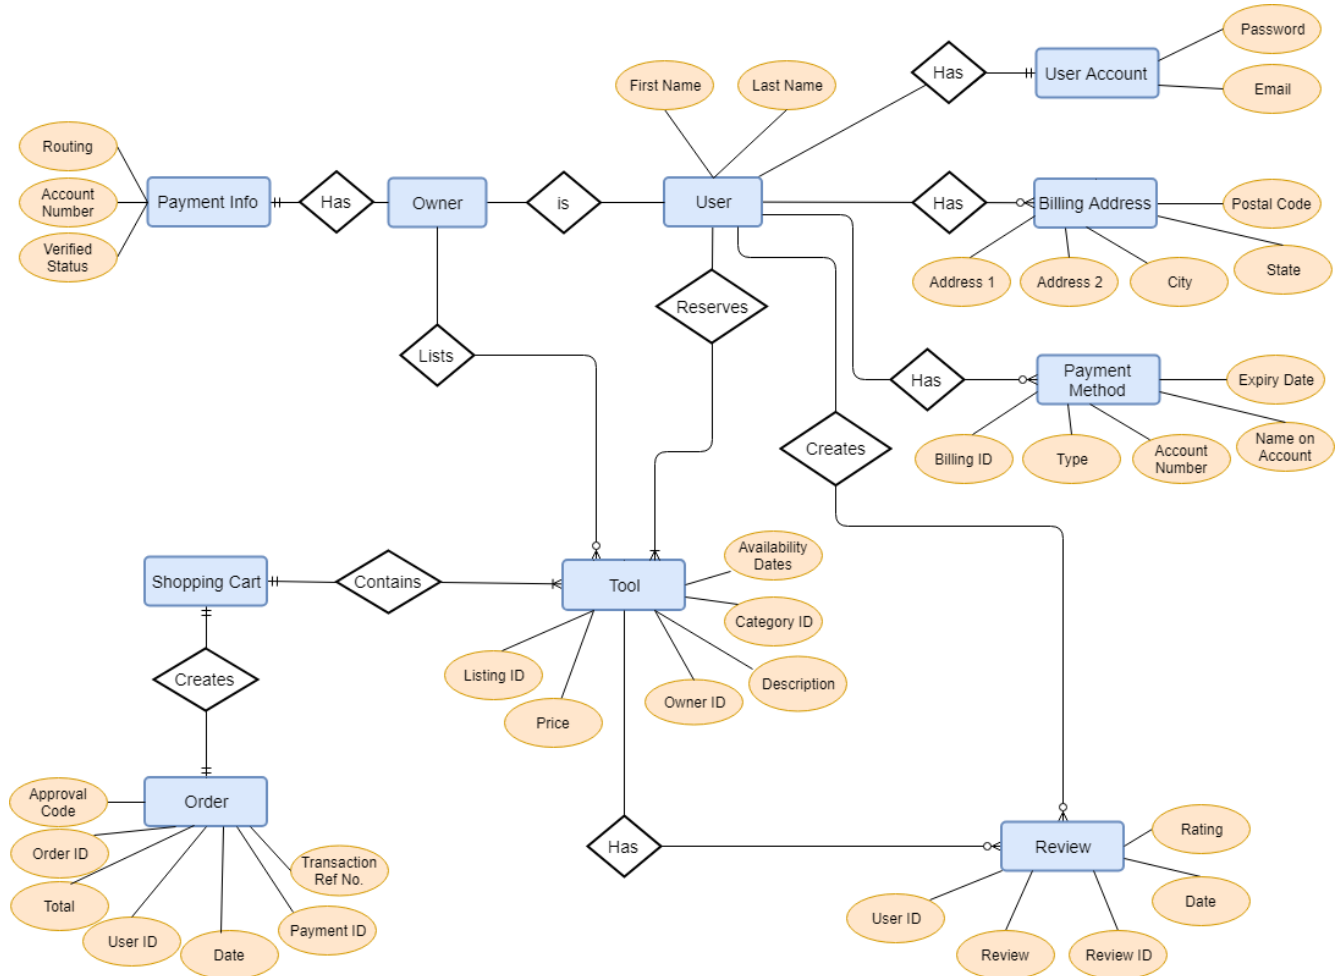 Password
Has
User Account
First Name
Last Name
Email
Routing
Account
Number
Payment Info
Has
Owner
is
User
Has
Billing Address
Postal Code
Verified
Status
Address 1
Address 2
City
State
Reserves
Lists
Has
Payment
Method
Expiry Date
Creates
Billing ID
Type
Account
Number
Name on
Account
Availability
Dates
Shopping Cart
Contains
Tool
Category ID
Listing ID
Price
Owner ID
Description
Creates
Approval
Code
Order
Order ID
Total
User ID
Date
Payment ID
Transaction
Ref No.
Has
Review
Rating
User ID
Review
Review ID
Date